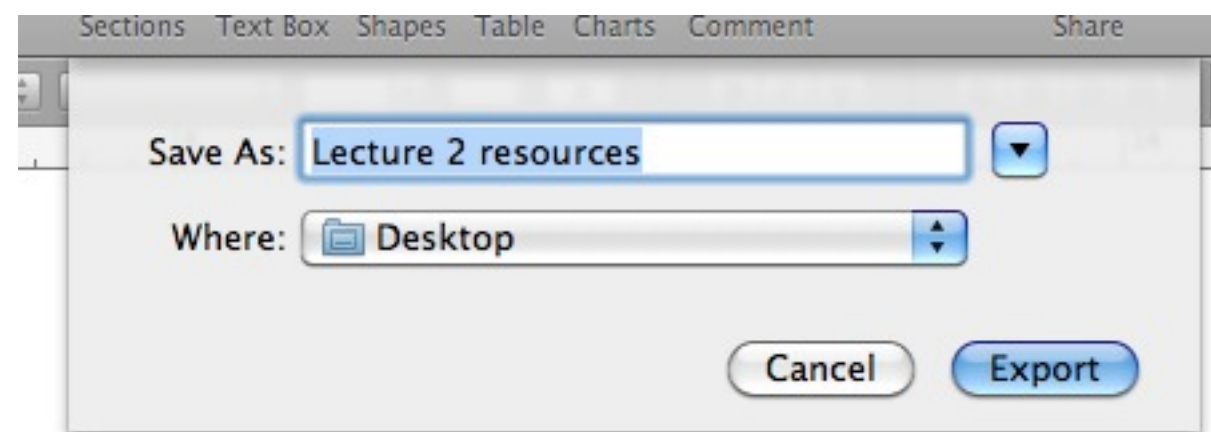 Sections Text Box Shapes Table Charts Comment Share
Save As: Lecture 2 resources
Where: Desktop
Cancel Export